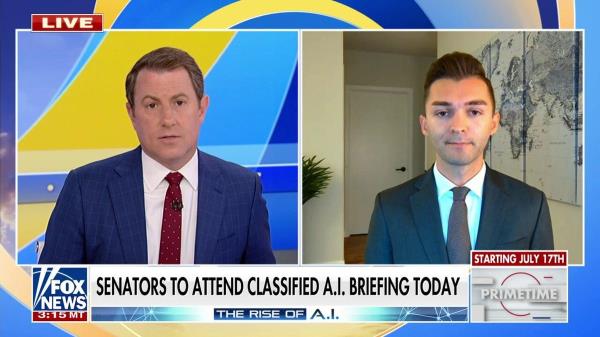 LIVE
STARTING JULY 17TH
SENATORS TO ATTEND CLASSIFIED A.I. BRIEFING TODAY
PRIMETIME
FOX
NEWS
3:15 MT
THE RISE OF A.I.